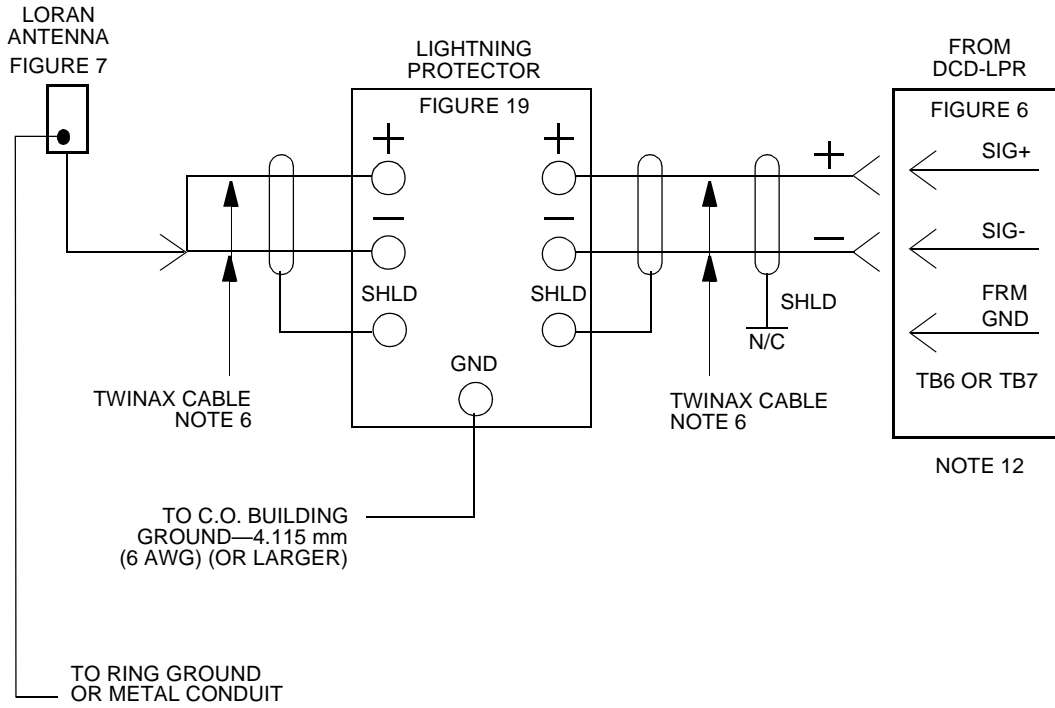 LORAN
ANTENNA
FIGURE 7
LIGHTNING
PROTECTOR
FIGURE 19
+
+
—
—
SHLD
SHLD
GND
TWINAX CABLE
NOTE 6
TWINAX CABLE
NOTE 6
+
—
SHLD
N/C
FROM
DCD-LPR
FIGURE 6
SIG+
SIG-
FRM
GND
TB6 OR TB7
NOTE 12
TO C.O. BUILDING
GROUND—4.115 mm
(6 AWG) (OR LARGER)
TO RING GROUND
OR METAL CONDUIT